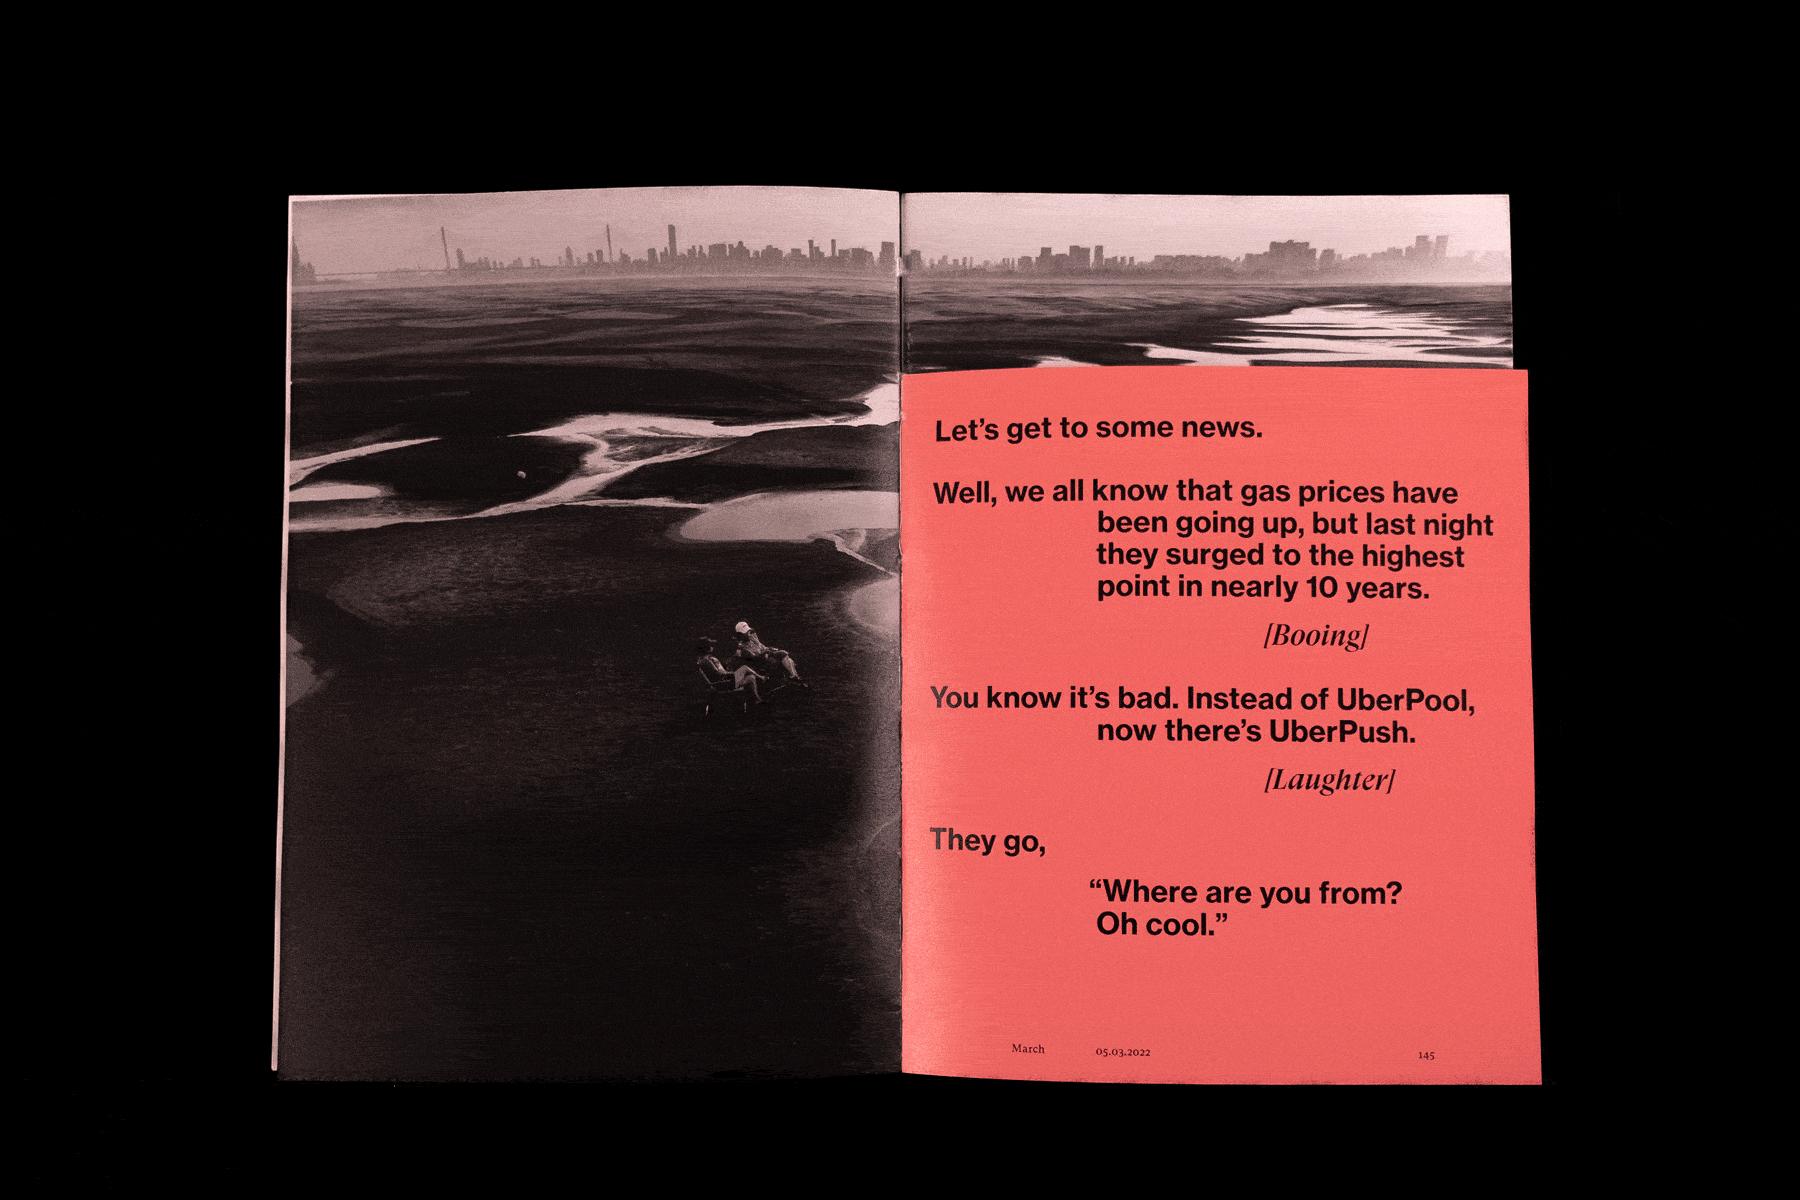 Let’s get to some news.
Well, we all know that gas prices have
been going up, but last night
they surged to the highest
point in nearly 10 years.
[Booing]
You know it’s bad. Instead of UberPool,
now there’s UberPush.
[Laughter]
They go,
“Where are you from?
Oh cool.”
March 05.03.2022 145